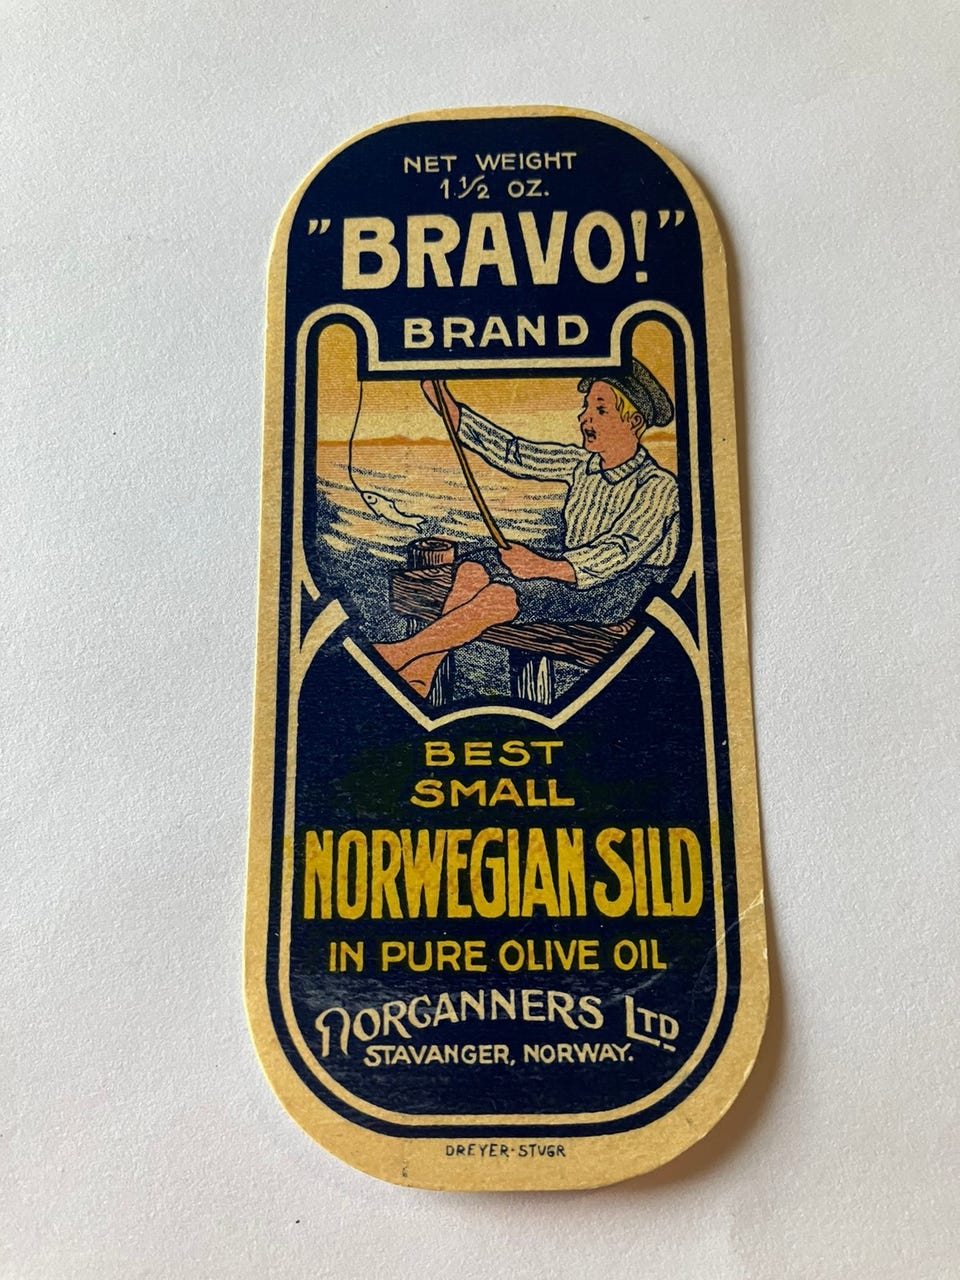 NET WEIGHT
1 1/2 OZ.
"BRAVO!"
BRAND
BEST
SMALL
NORWEGIAN SILD
IN PURE OLIVE OIL
NORCANNERS LTD
STAVANGER, NORWAY.
DREYER-STVGR